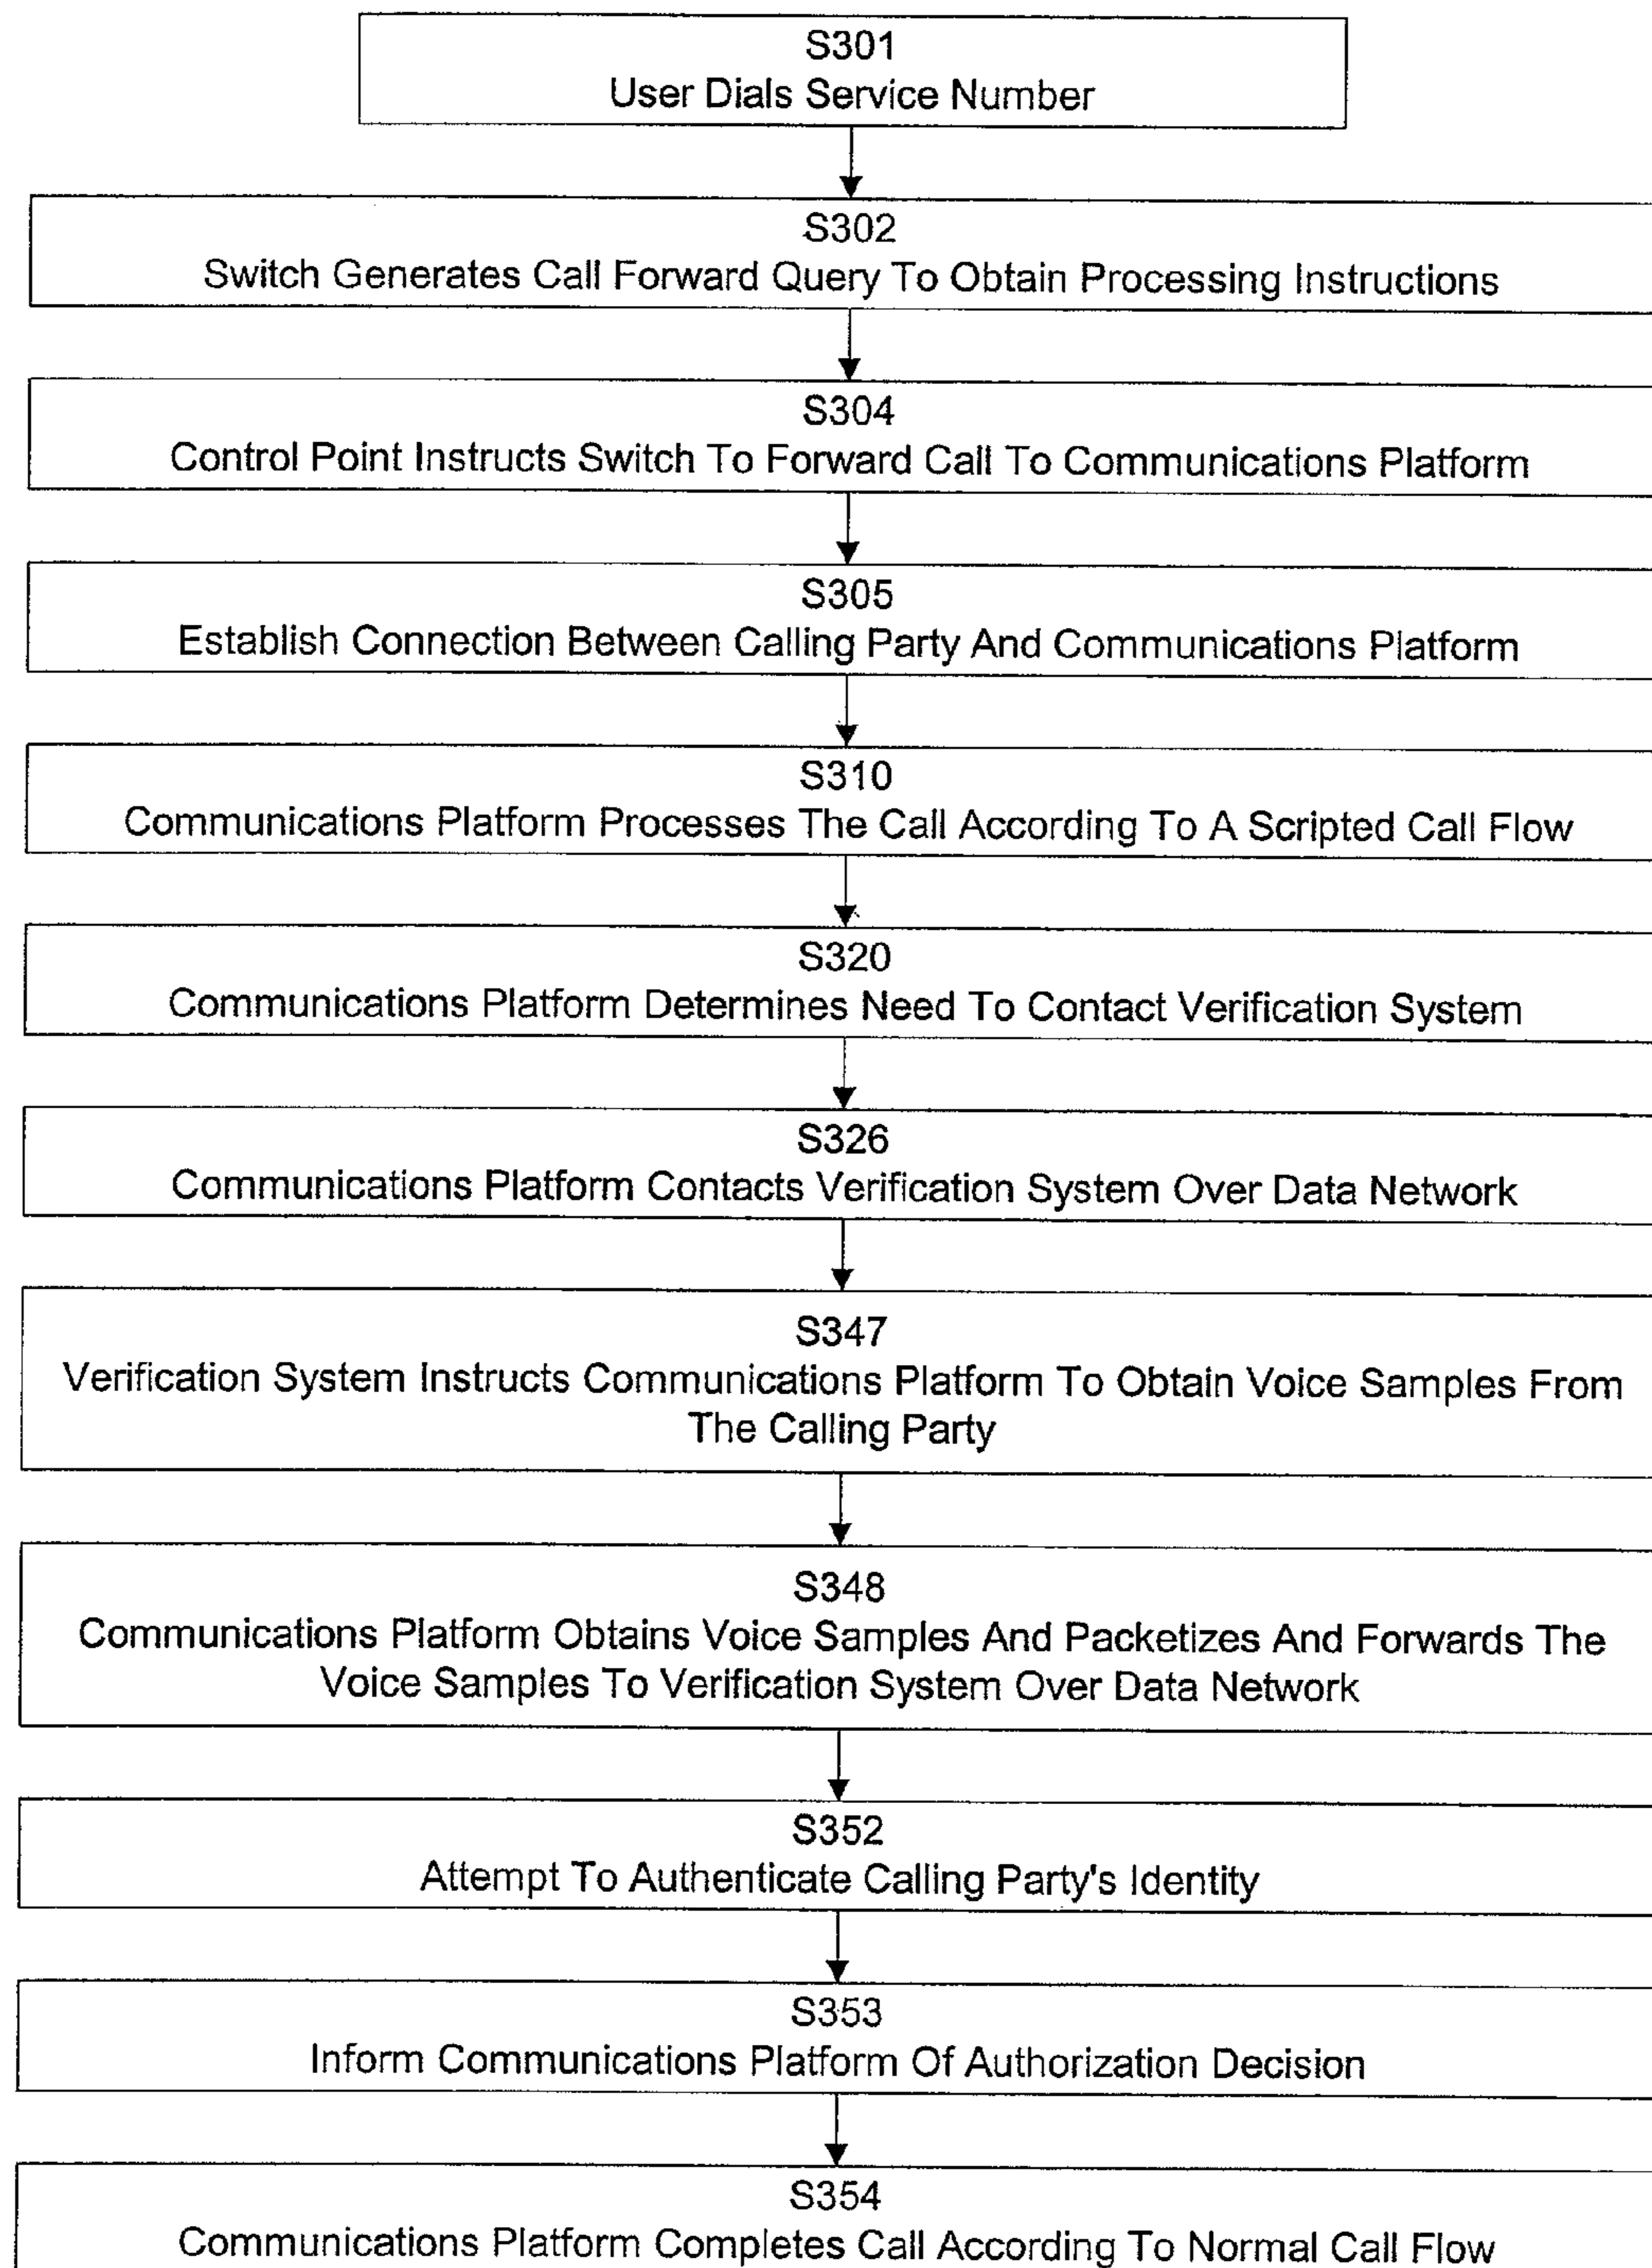 S301
User Dials Service Number
S302
Switch Generates Call Forward Query To Obtain Processing Instructions
S304
Control Point Instructs Switch To Forward Call To Communications Platform
S305
Establish Connection Between Calling Party And Communications Platform
S310
Communications Platform Processes The Call According To A Scripted Call Flow
S320
Communications Platform Determines Need To Contact Verification System
S326
Communications Platform Contacts Verification System Over Data Network
S347
Verification System Instructs Communications Platform To Obtain Voice Samples From
The Calling Party
S348
Communications Platform Obtains Voice Samples And Packetizes And Forwards The
Voice Samples To Verification System Over Data Network
S352
Attempt To Authenticate Calling Party's Identity
S353
Inform Communications Platform Of Authorization Decision
S354
Communications Platform Completes Call According To Normal Call Flow